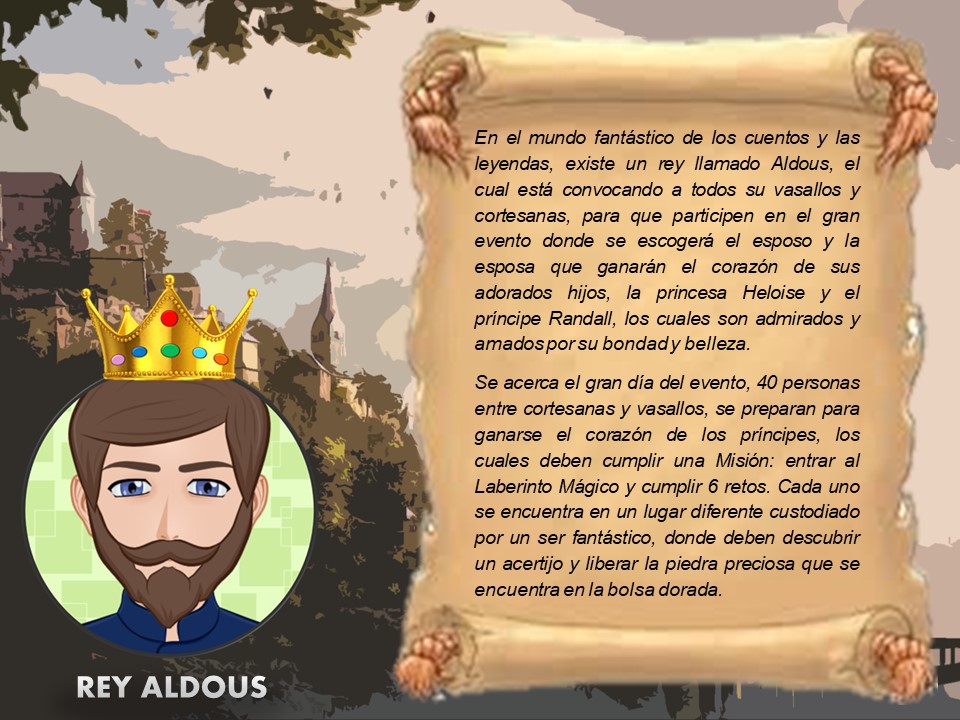 En el mundo fantástico de los cuentos y las
leyendas, existe un rey llamado Aldous, el
cual está convocando a todos su vasallos y
cortesanas, para que participen en el gran
evento donde se escogerá el esposo y la
esposa que ganarán el corazón de sus
adorados hijos, la princesa Heloise y el
príncipe Randall, los cuales son admirados y
amados por su bondad y belleza.
Se acerca el gran día del evento, 40 personas
entre cortesanas y vasallos, se preparan para
ganarse el corazón de los príncipes, los
cuales deben cumplir una Misión: entrar al
Laberinto Mágico y cumplir 6 retos. Cada uno
se encuentra en un lugar diferente custodiado
por un ser fantástico, donde deben descubrir
un acertijo y liberar la piedra preciosa que se
encuentra en la bolsa dorada.
REY ALDOUS